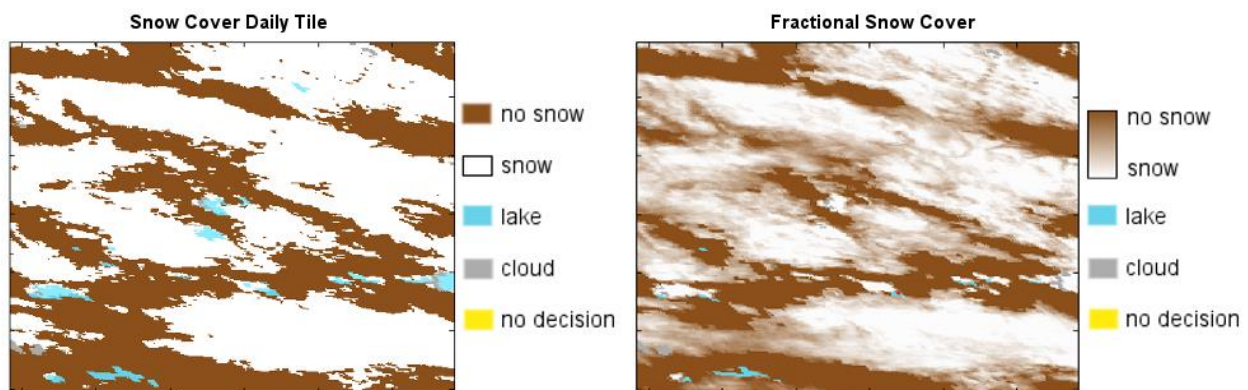 Snow Cover Daily Tile
no snow
snow
lake
cloud
no decision
Fractional Snow Cover
no snow
snow
lake
cloud
no decision